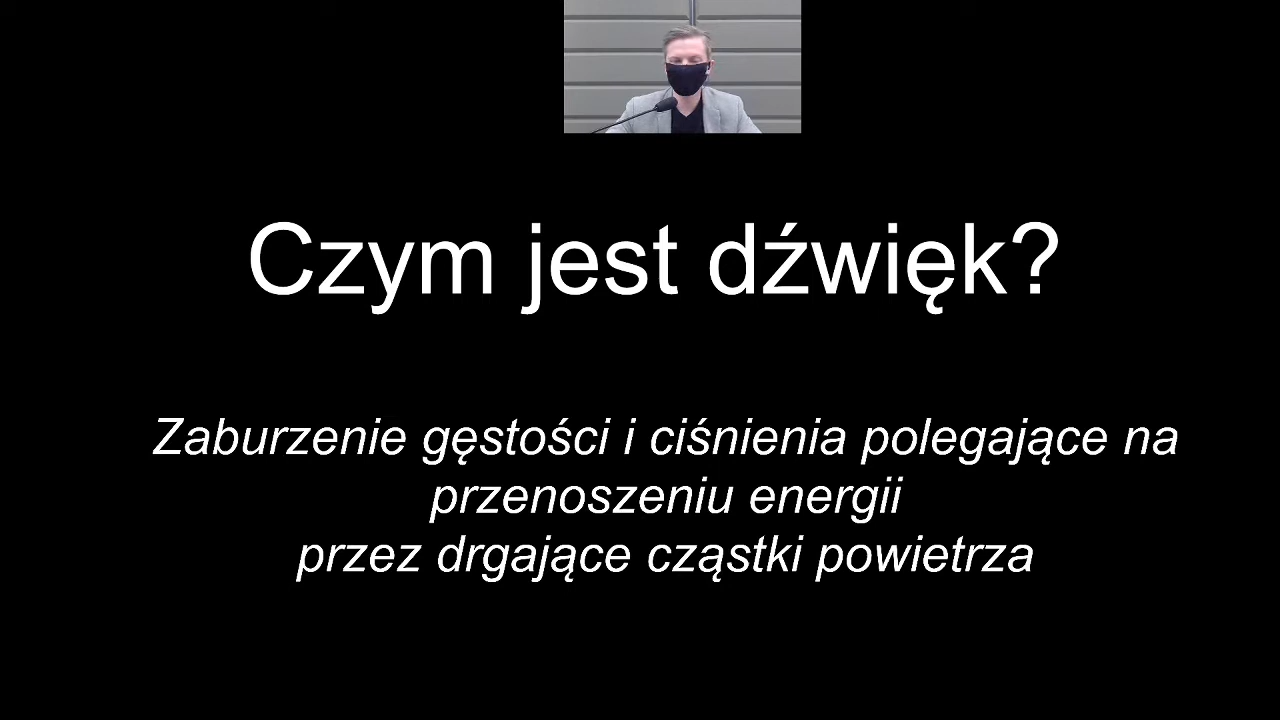 Czym jest dźwięk?
Zaburzenie gęstości i ciśnienia polegające na
przenoszeniu energii
przez drgające cząstki powietrza